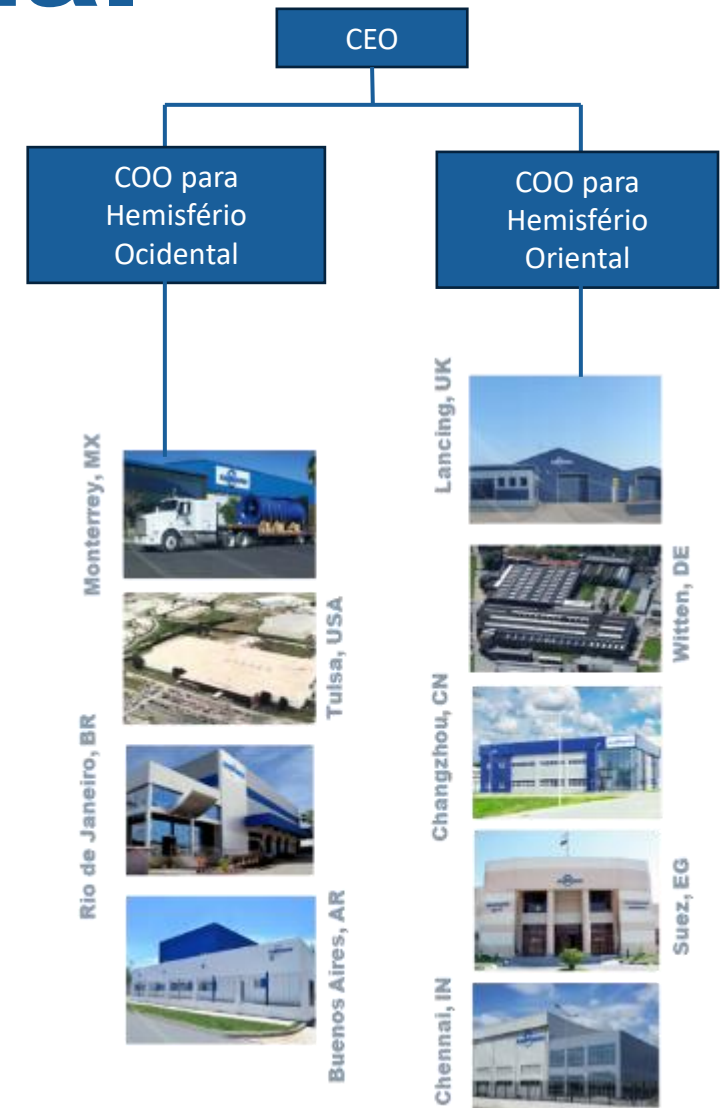 CEO
COO para
Hemisfério
Ocidental
COO para
Hemisfério
Oriental
Monterrey, MX
Tulsa, USA
Rio de Janeiro, BR
Buenos Aires, AR
Lancing, UK
Witten, DE
Changzhou, CN
Suez, EG
Chennai, IN